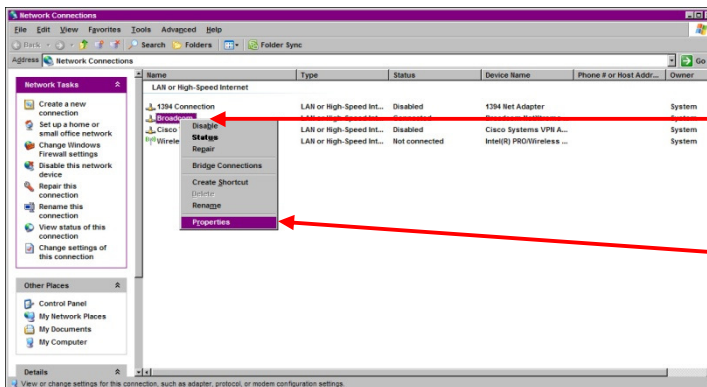 Network Connections
File Edit View Favorites Tools Advanced Help
Back Search Folders Folder Sync
Address Network Connections Go
Network Tasks
Create a new
connection
Set up a home or
small office network
Change Windows
Firewall settings
Disable this network
device
Repair this
connection
Rename this
connection
View status of this
connection
Change settings of
this connection
Other Places
Control Panel
My Network Places
My Documents
My Computer
Details
Name Type Status Device Name Phone # or Host Addr... Owner
LAN or High-Speed Internet
1394 Connection LAN or High-Speed Int... Disabled 1394 Net Adapter System
Broadcom
Cisco LAN or High-Speed Int... Disabled Cisco Systems VPN A... System
Wirele LAN or High-Speed Int... Not connected Intel(R) PRO/Wireless ... System
Disable
Status
Repair
Bridge Connections
Create Shortcut
Delete
Rename
Properties
View or change settings for this connection, such as adapter, protocol, or modem configuration settings.